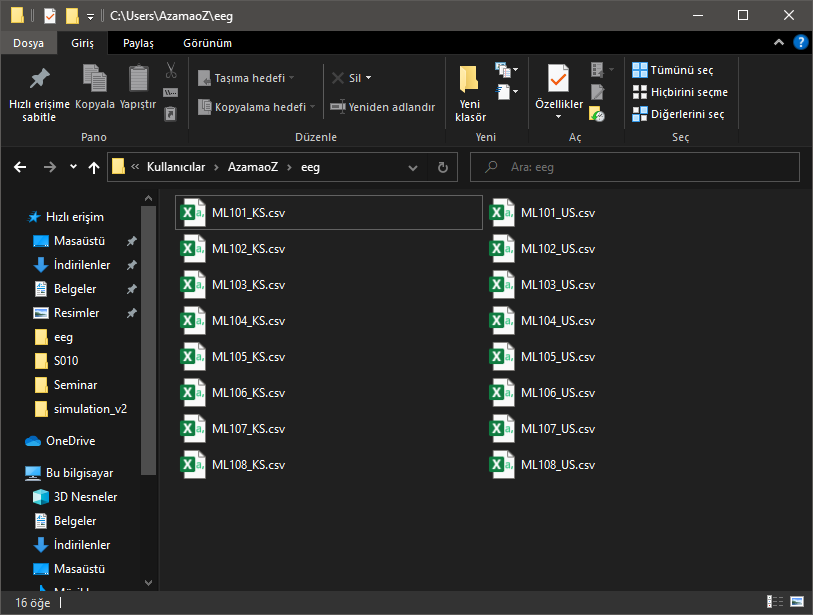 C:\Users\AzamaoZ\eeg
Dosya Giriş Paylaş Görünüm
Hızlı erişime sabitle
Kopyala
Yapıştır
Pano
Taşıma hedefi
Kopyalama hedefi
Sil
Yeniden adlandır
Düzenle
Yeni klasör
Yeni
Özellikler
Aç
Tümünü seç
Hiçbirini seçme
Diğerlerini seç
Seç
« Kullanıcılar > AzamaoZ > eeg
Ara: eeg
Hızlı erişim
Masaüstü
İndirilenler
Belgeler
Resimler
eeg
S010
Seminar
simulation_v2
OneDrive
Bu bilgisayar
3D Nesneler
Belgeler
İndirilenler
Masaüstü
ML101_KS.csv ML101_US.csv
ML102_KS.csv ML102_US.csv
ML103_KS.csv ML103_US.csv
ML104_KS.csv ML104_US.csv
ML105_KS.csv ML105_US.csv
ML106_KS.csv ML106_US.csv
ML107_KS.csv ML107_US.csv
ML108_KS.csv ML108_US.csv
16 öğe